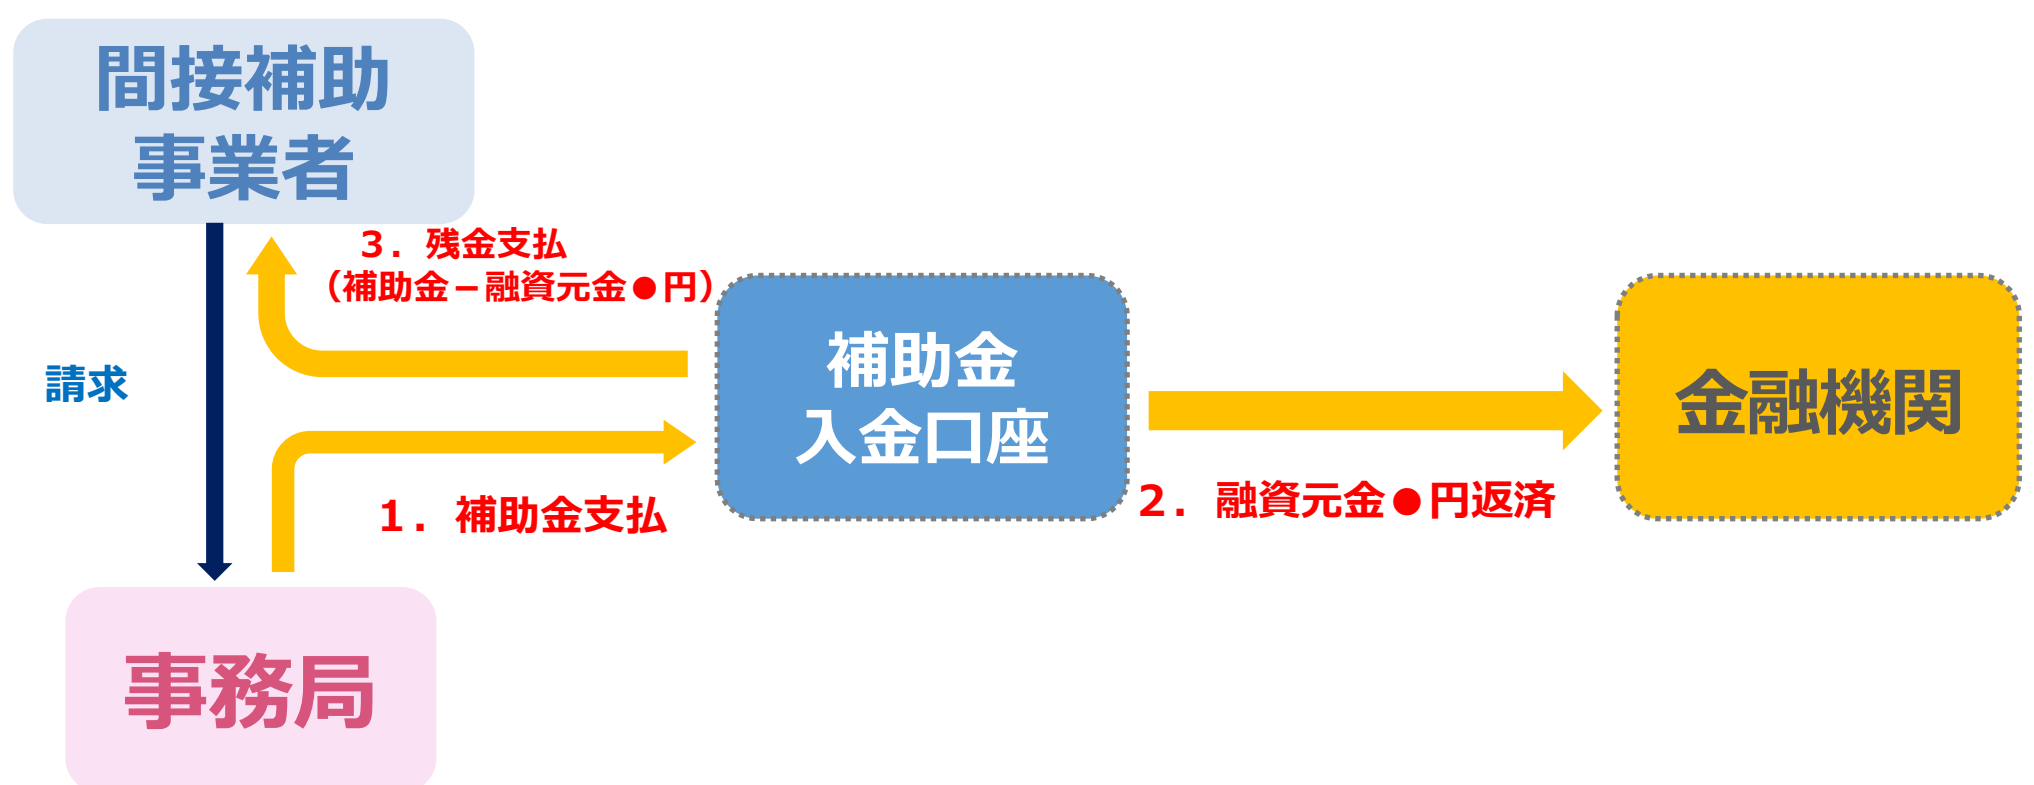 間接補助
事業者
３．残金支払
（補助金－融資元金●円）
請求
補助金
入金口座
金融機関
１．補助金支払
２．融資元金●円返済
事務局